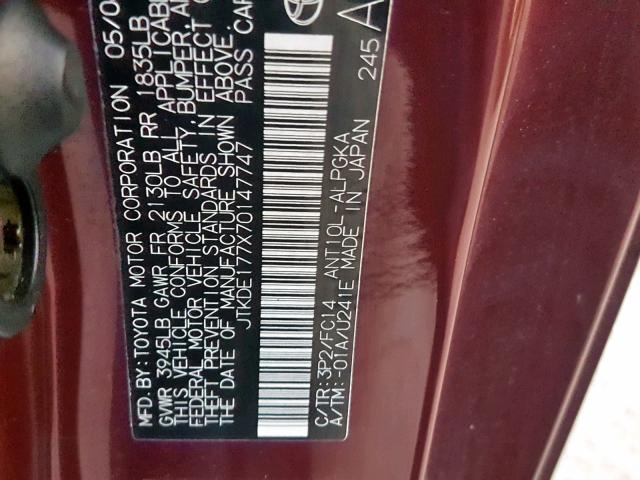 MFD. BY: TOYOTA MOTOR CORPORATION 05/0
GVWR 3945LB GAWR FR 2130LB RR 1835LB
THIS VEHICLE CONFORMS TO ALL APPLICAB
FEDERAL MOTOR VEHICLE SAFETY, BUMPER, A
THEFT PREVENTION STANDARDS IN EFFECT O
THE DATE OF MANUFACTURE SHOWN ABOVE.
JTKDE177X70147747 PASS CAR
C/TR: 3P2/FC14 ANT10L-ALPGKA
A/TM: -01A/U241E MADE IN JAPAN
245 A